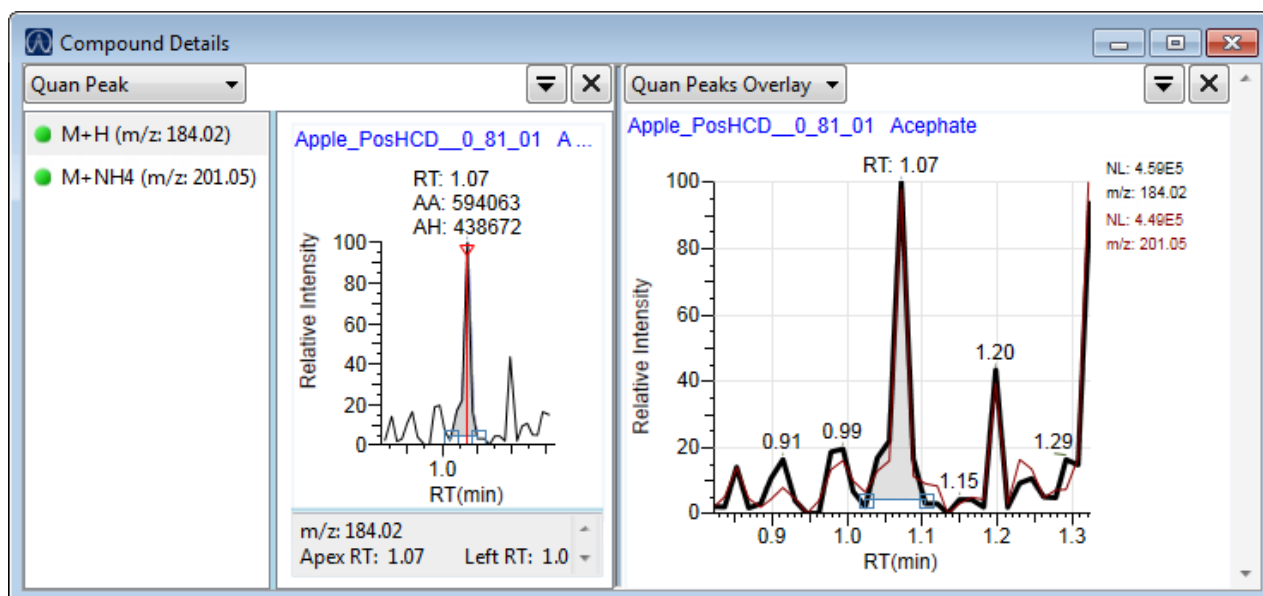 Compound Details
Quan Peak
M+H (m/z: 184.02)
M+NH4 (m/z: 201.05)
Apple_PosHCD__0_81_01 A ...
RT: 1.07
AA: 594063
AH: 438672
Relative Intensity
100
80
60
40
20
0
1.0
RT(min)
m/z: 184.02
Apex RT: 1.07 Left RT: 1.0
Quan Peaks Overlay
Apple_PosHCD__0_81_01 Acephate
RT: 1.07
NL: 4.59E5
m/z: 184.02
NL: 4.49E5
m/z: 201.05
Relative Intensity
100
80
60
40
20
0
0.91
0.99
1.15
1.20
1.29
0.9 1.0 1.1 1.2 1.3
RT(min)